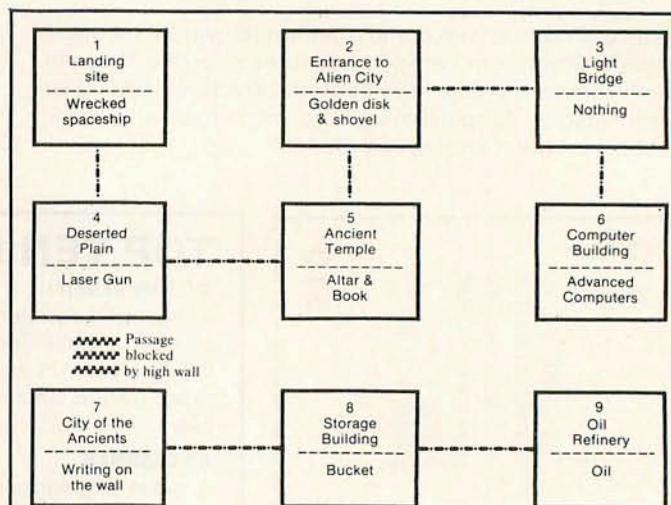 1
Landing
site
Wrecked
spaceship
2
Entrance to
Alien City
Golden disk
& shovel
3
Light
Bridge
Nothing
4
Deserted
Plain
Laser Gun
5
Ancient
Temple
Altar &
Book
6
Computer
Building
Advanced
Computers
Passage
blocked
by high wall
7
City of the
Ancients
Writing on
the wall
8
Storage
Building
Bucket
9
Oil
Refinery
Oil